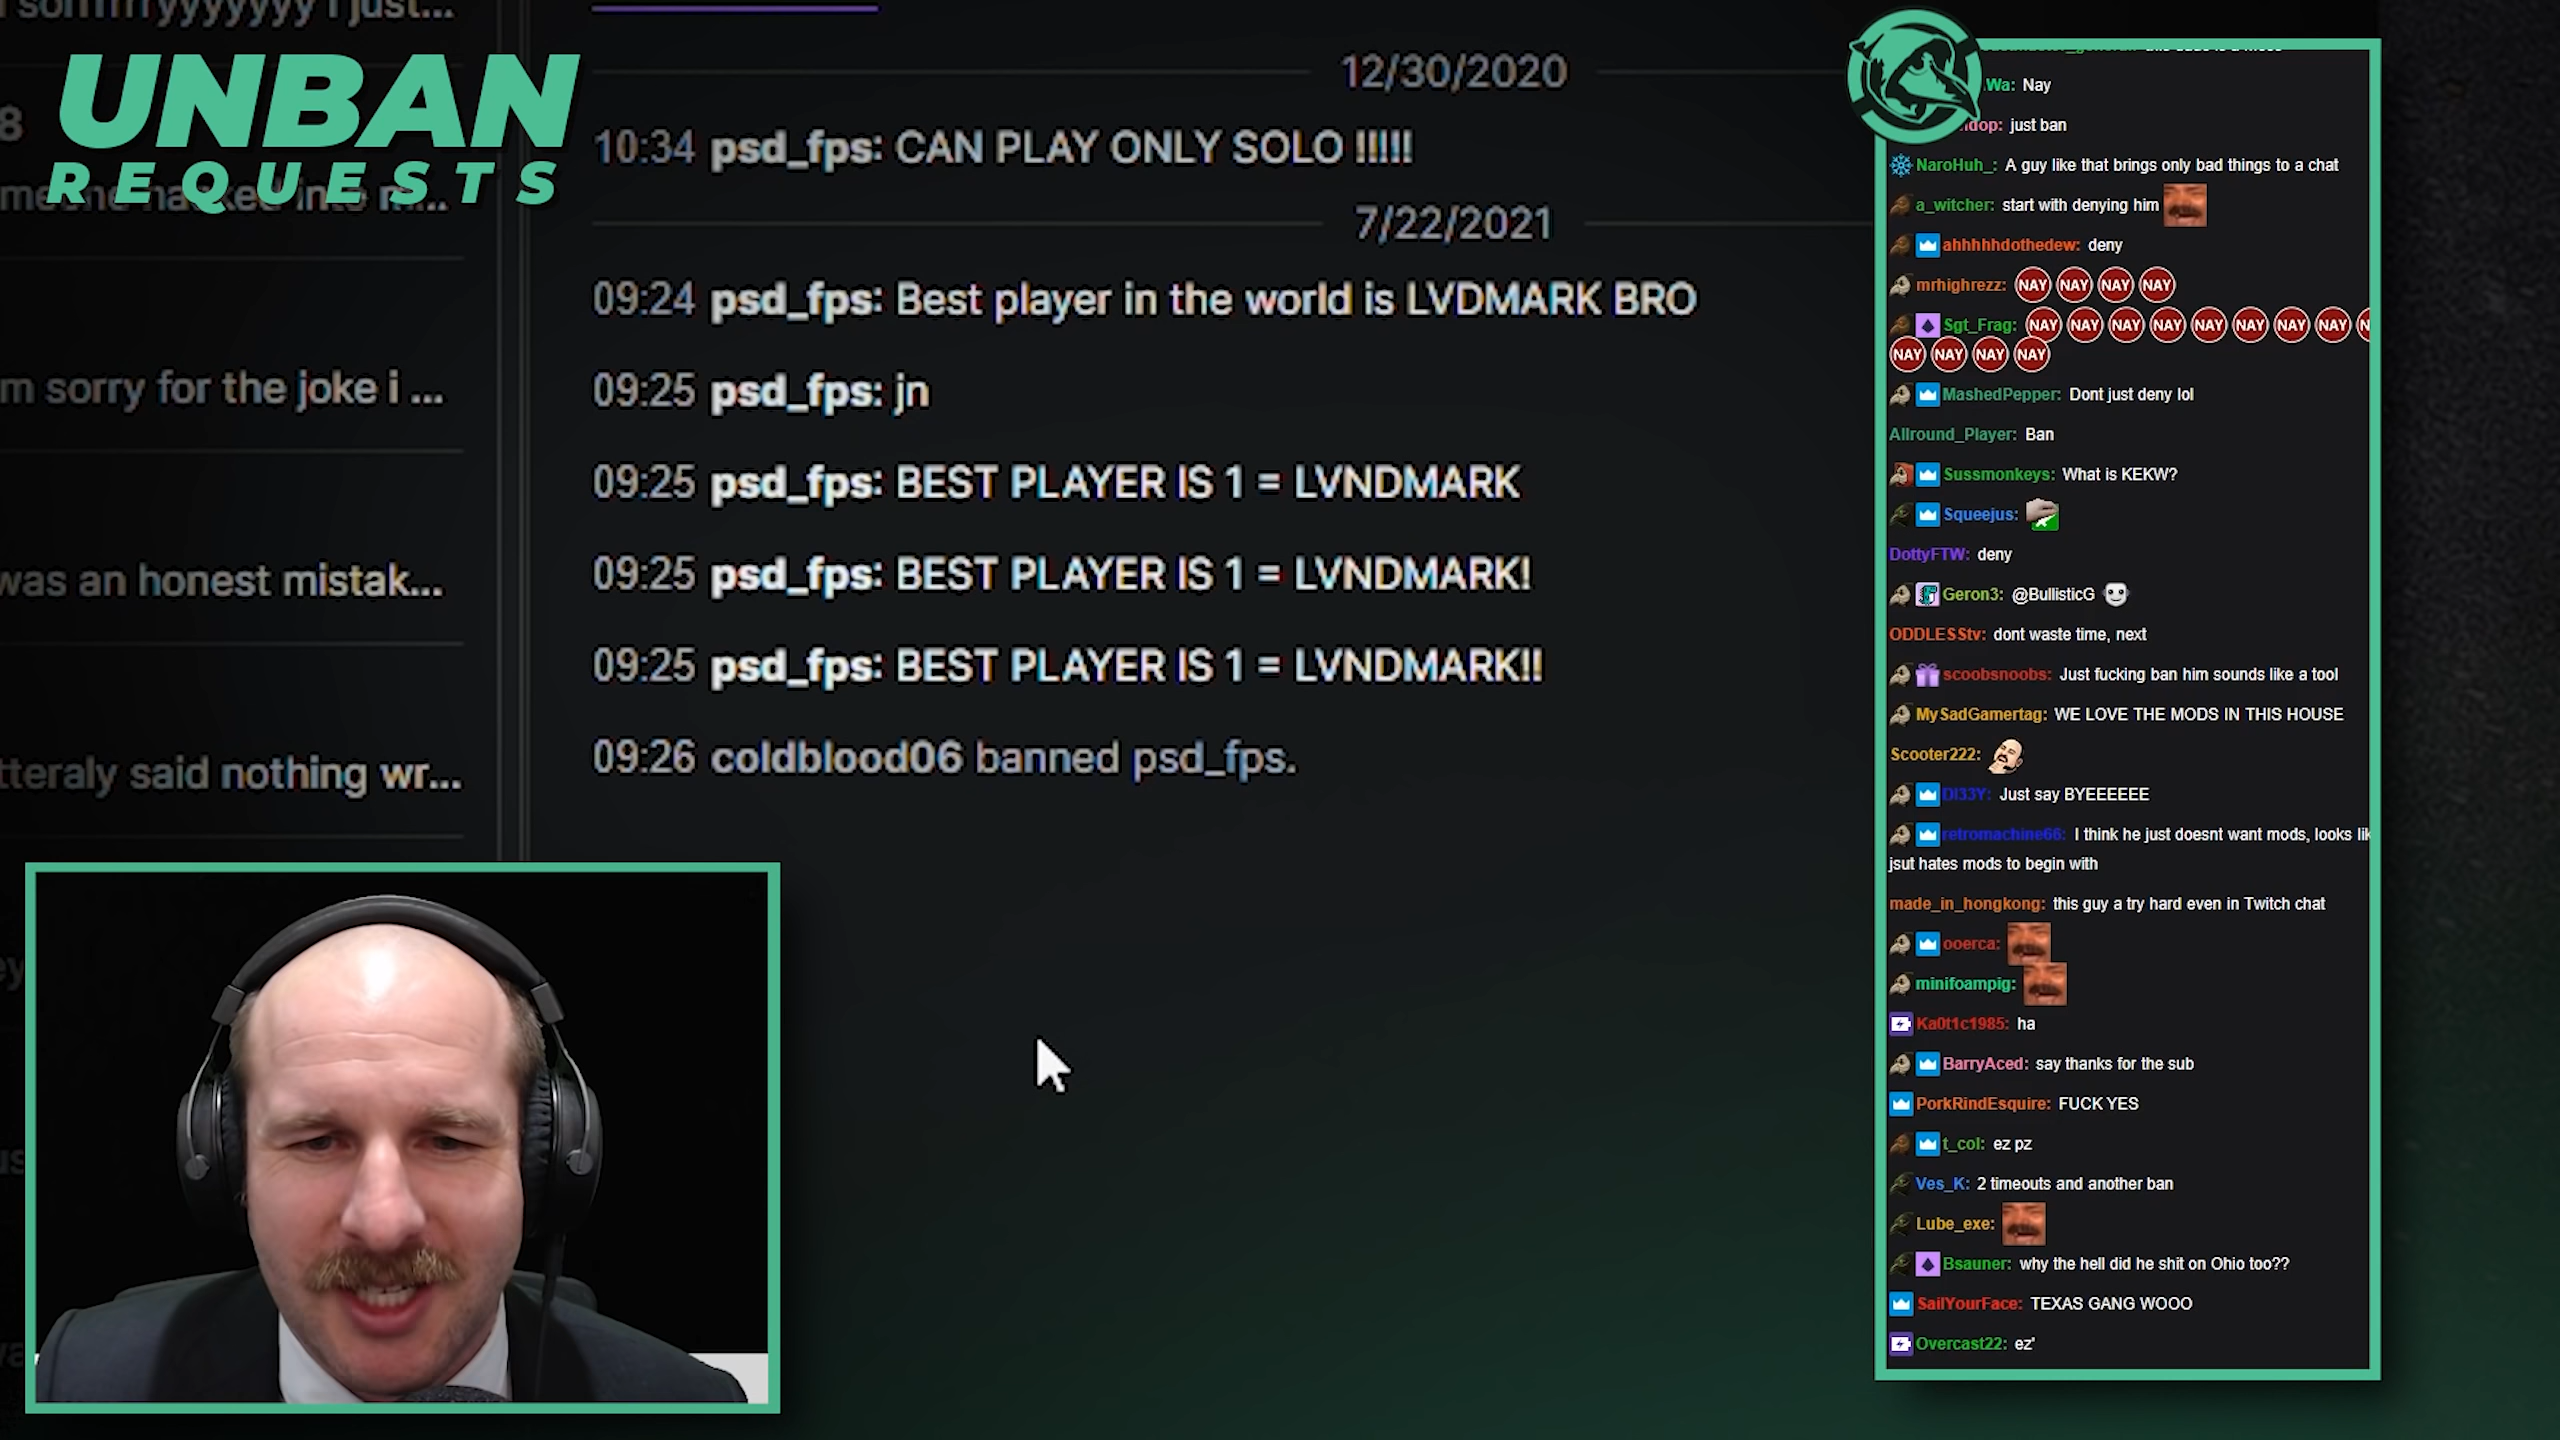 sorrrrryyyyyyy i just...
UNBAN
REQUESTS
8
m sorry for the joke i ...
was an honest mistak...
tteraly said nothing wr...
12/30/2020
10:34 psd_fps: CAN PLAY ONLY SOLO !!!!!
7/22/2021
09:24 psd_fps: Best player in the world is LVDMARK BRO
09:25 psd_fps: jn
09:25 psd_fps: BEST PLAYER IS 1 = LVNDMARK
09:25 psd_fps: BEST PLAYER IS 1 = LVNDMARK!
09:25 psd_fps: BEST PLAYER IS 1 = LVNDMARK!!
09:26 coldblood06 banned psd_fps.
Wa: Nay
dop: just ban
NaroHuh_: A guy like that brings only bad things to a chat
a_witcher: start with denying him
ahhhhhdothedew: deny
mrhighrezz: NAY NAY NAY NAY
Sgt_Frag: NAY NAY NAY NAY NAY NAY NAY NAY N
NAY NAY NAY NAY
MashedPepper: Dont just deny lol
Allround_Player: Ban
Sussmonkeys: What is KEKW?
Squeejus:
DottyFTW: deny
Geron3: @BullisticG
ODDLESStv: dont waste time, next
scoobsnoobs: Just fucking ban him sounds like a tool
MySadGamertag: WE LOVE THE MODS IN THIS HOUSE
Scooter222:
DI33Y: Just say BYEEEEEE
retromachine66: I think he just doesnt want mods, looks lik
jsut hates mods to begin with
made_in_hongkong: this guy a try hard even in Twitch chat
ooerca:
minifoampig:
Ka0t1c1985: ha
BarryAced: say thanks for the sub
PorkRindEsquire: FUCK YES
t_col: ez pz
Ves_K: 2 timeouts and another ban
Lube_exe:
Bsauner: why the hell did he shit on Ohio too??
SailYourFace: TEXAS GANG WOOO
Overcast22: ez'